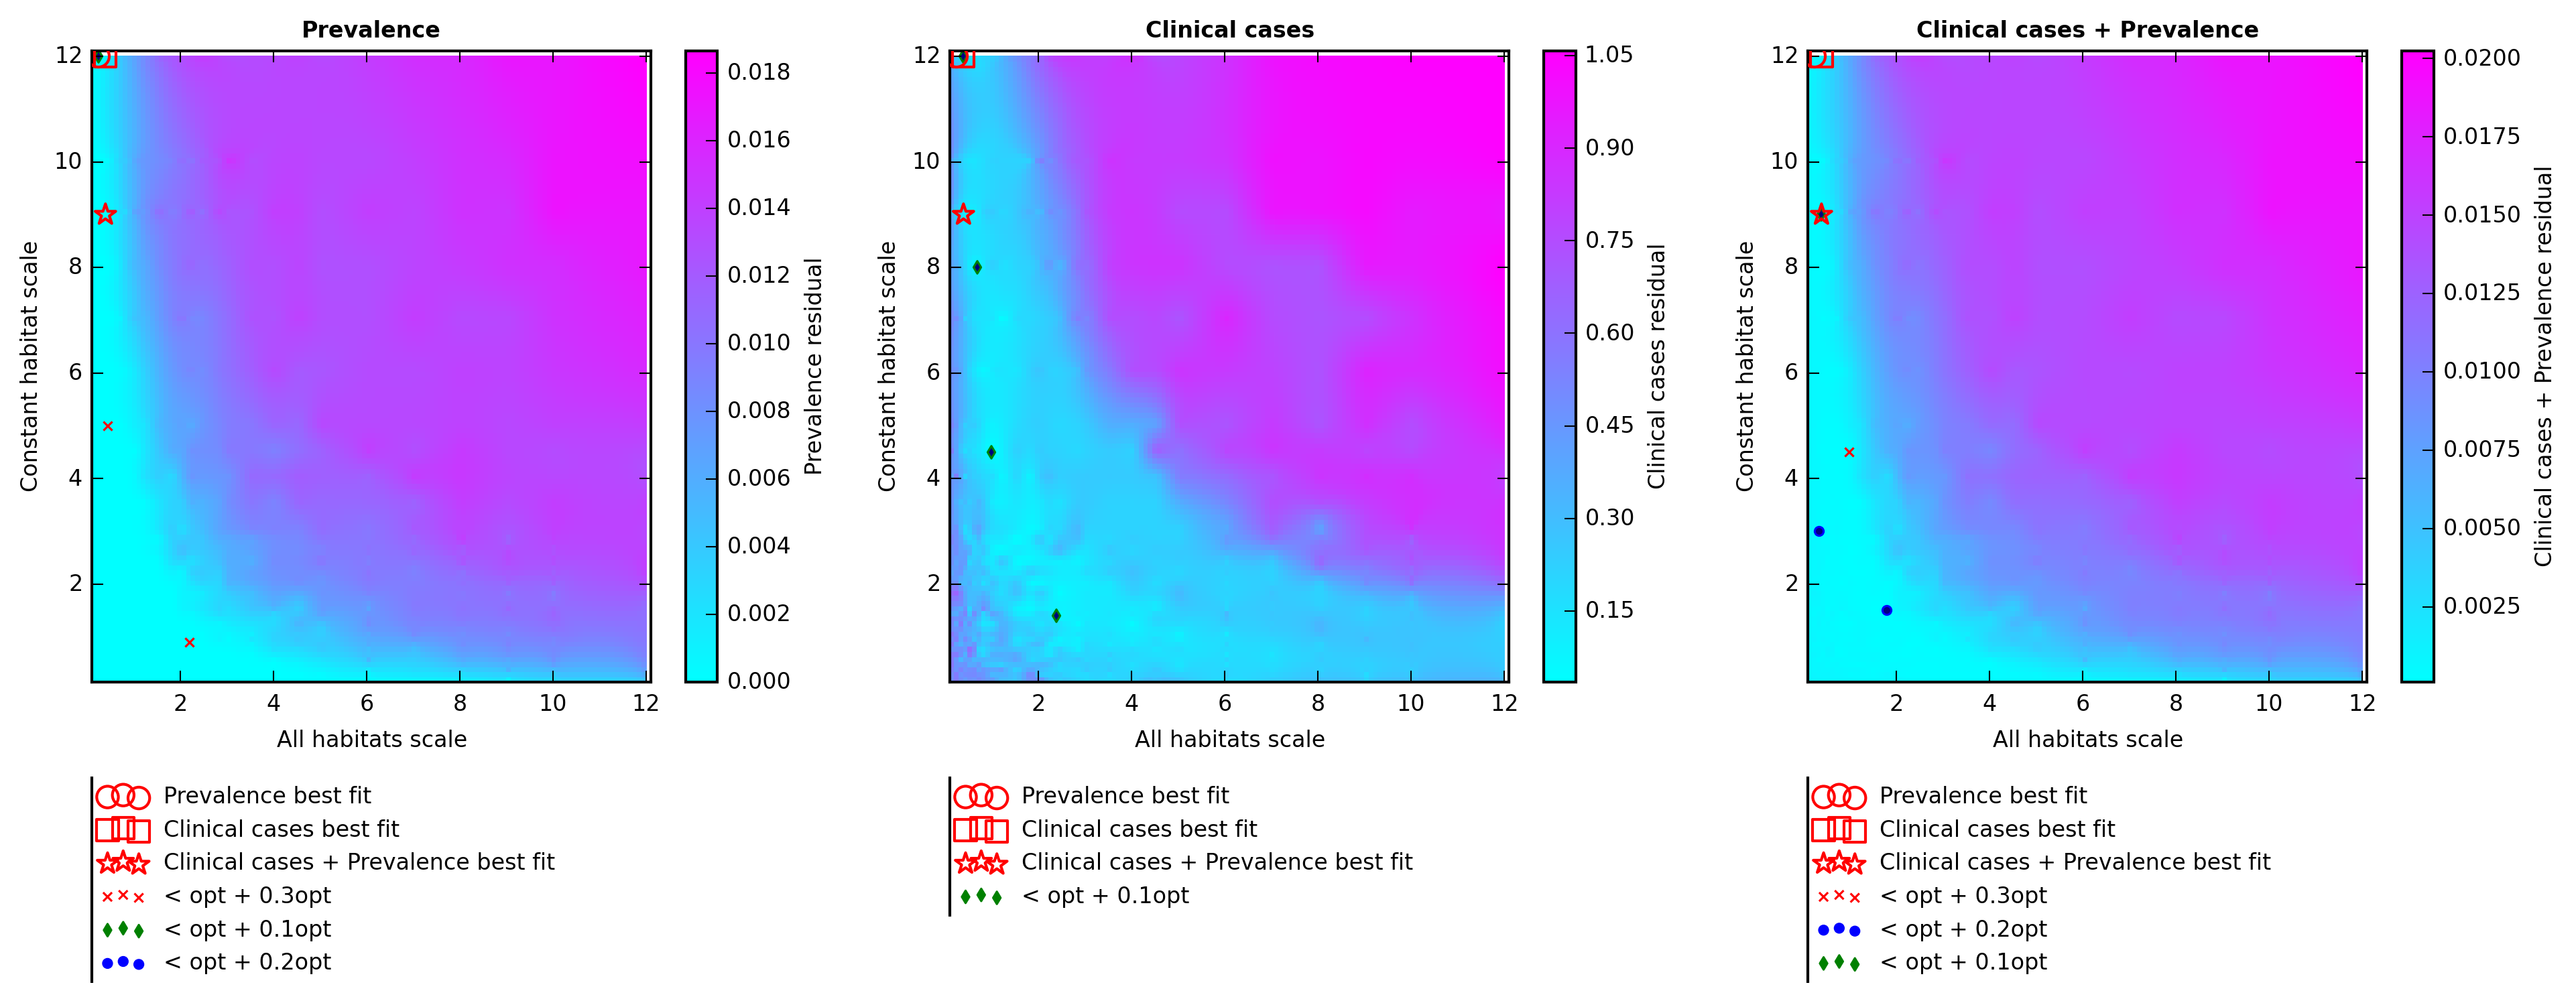 Prevalence
12
10
8
6
4
2
Constant habitat scale
2 4 6 8 10 12
All habitats scale
0.018
0.016
0.014
0.012
0.010
0.008
0.006
0.004
0.002
0.000
Prevalence residual
Prevalence best fit
Clinical cases best fit
Clinical cases + Prevalence best fit
< opt + 0.3opt
< opt + 0.1opt
< opt + 0.2opt
Clinical cases
12
10
8
6
4
2
Constant habitat scale
2 4 6 8 10 12
All habitats scale
1.05
0.90
0.75
0.60
0.45
0.30
0.15
Clinical cases residual
Prevalence best fit
Clinical cases best fit
Clinical cases + Prevalence best fit
< opt + 0.1opt
Clinical cases + Prevalence
12
10
8
6
4
2
Constant habitat scale
2 4 6 8 10 12
All habitats scale
0.0200
0.0175
0.0150
0.0125
0.0100
0.0075
0.0050
0.0025
Clinical cases + Prevalence residual
Prevalence best fit
Clinical cases best fit
Clinical cases + Prevalence best fit
< opt + 0.3opt
< opt + 0.2opt
< opt + 0.1opt